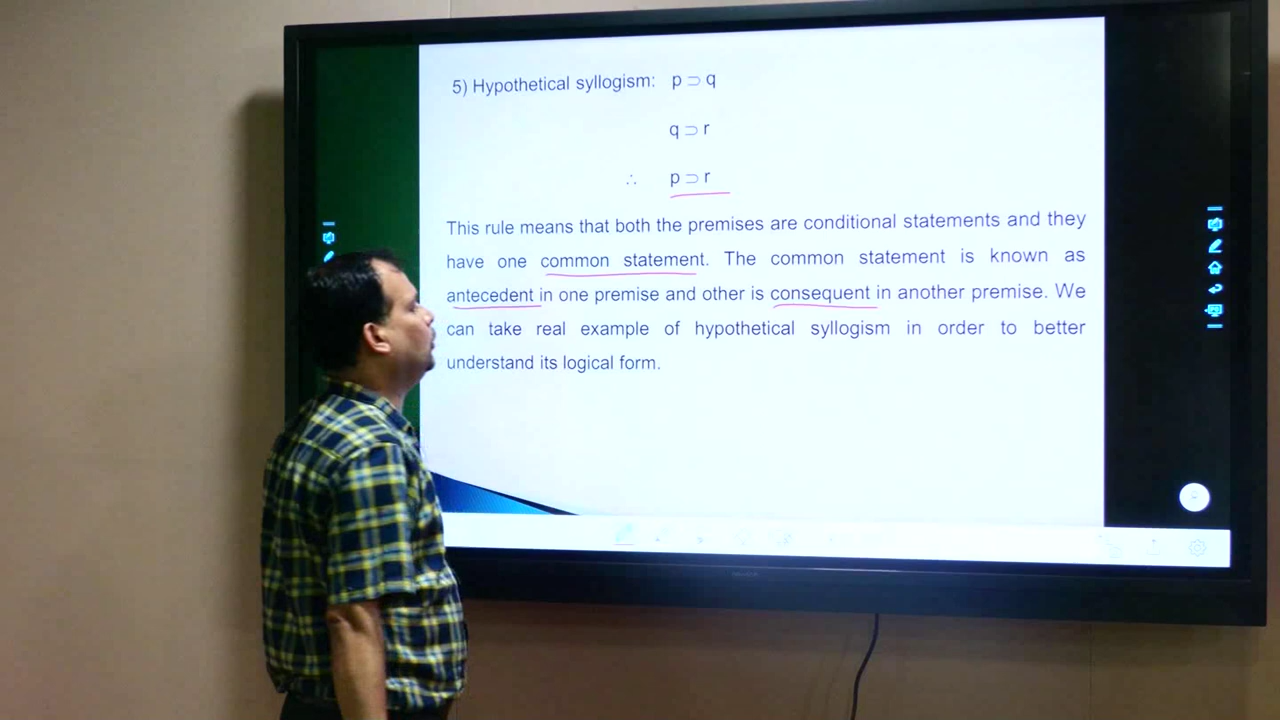 5) Hypothetical syllogism: p ⊃ q
q ⊃ r
∴ p ⊃ r
This rule means that both the premises are conditional statements and they
have one common statement. The common statement is known as
antecedent in one premise and other is consequent in another premise. We
can take real example of hypothetical syllogism in order to better
understand its logical form.